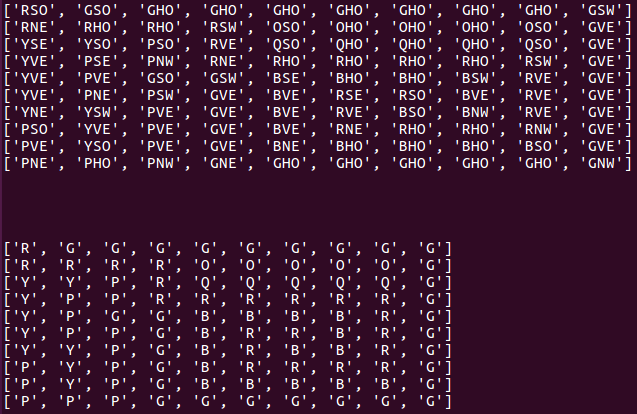 ['RSO', 'GSO', 'GHO', 'GHO', 'GHO', 'GHO', 'GHO', 'GHO', 'GHO', 'GSW']
['RNE', 'RHO', 'RHO', 'RSW', 'OSO', 'OHO', 'OHO', 'OHO', 'OSO', 'GVE']
['YSE', 'YSO', 'PSO', 'RVE', 'QSO', 'QHO', 'QHO', 'QHO', 'QSO', 'GVE']
['YVE', 'PSE', 'PNW', 'RNE', 'RHO', 'RHO', 'RHO', 'RHO', 'RSW', 'GVE']
['YVE', 'PVE', 'GSO', 'GSW', 'BSE', 'BHO', 'BHO', 'BSW', 'RVE', 'GVE']
['YVE', 'PNE', 'PSW', 'GVE', 'BVE', 'RSE', 'RSO', 'BVE', 'RVE', 'GVE']
['YNE', 'YSW', 'PVE', 'GVE', 'BVE', 'RVE', 'BSO', 'BNW', 'RVE', 'GVE']
['PSO', 'YVE', 'PVE', 'GVE', 'BVE', 'RNE', 'RHO', 'RHO', 'RNW', 'GVE']
['PVE', 'YSO', 'PVE', 'GVE', 'BNE', 'BHO', 'BHO', 'BHO', 'BSO', 'GVE']
['PNE', 'PHO', 'PNW', 'GNE', 'GHO', 'GHO', 'GHO', 'GHO', 'GHO', 'GNW']
['R', 'G', 'G', 'G', 'G', 'G', 'G', 'G', 'G', 'G']
['R', 'R', 'R', 'R', 'O', 'O', 'O', 'O', 'O', 'G']
['Y', 'Y', 'P', 'R', 'Q', 'Q', 'Q', 'Q', 'Q', 'G']
['Y', 'P', 'P', 'R', 'R', 'R', 'R', 'R', 'R', 'G']
['Y', 'P', 'G', 'G', 'B', 'B', 'B', 'B', 'R', 'G']
['Y', 'P', 'P', 'G', 'B', 'R', 'R', 'B', 'R', 'G']
['Y', 'Y', 'P', 'G', 'B', 'R', 'B', 'B', 'R', 'G']
['P', 'Y', 'P', 'G', 'B', 'R', 'R', 'R', 'R', 'G']
['P', 'Y', 'P', 'G', 'B', 'B', 'B', 'B', 'B', 'G']
['P', 'P', 'P', 'G', 'G', 'G', 'G', 'G', 'G', 'G']